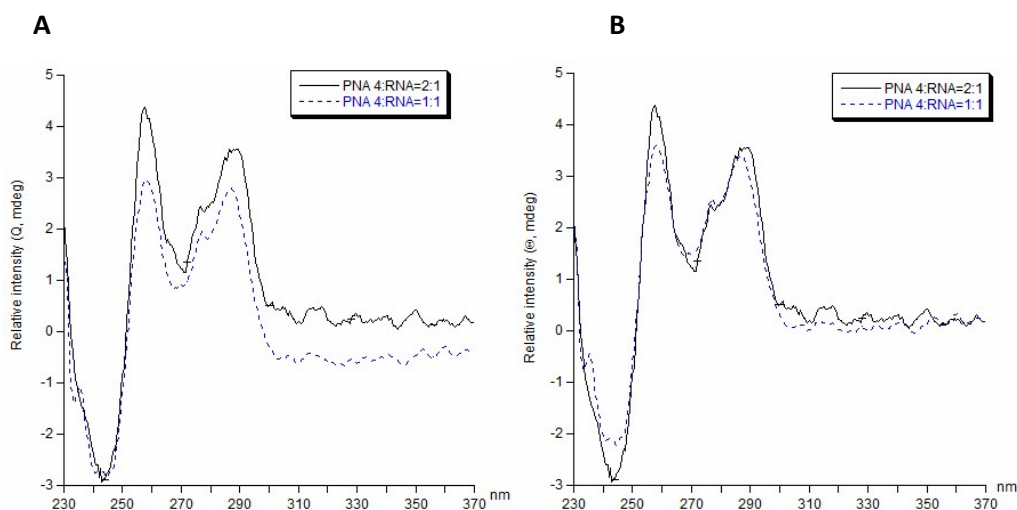 A
5
4
3
2
1
0
-1
-2
-3
Relative intensity (Q, mdeg)
PNA 4:RNA=2:1
PNA 4:RNA=1:1
230 250 270 290 310 330 350 370 nm
B
5
4
3
2
1
0
-1
-2
-3
Relative intensity (Θ, mdeg)
PNA 4:RNA=2:1
PNA 4:RNA=1:1
230 250 270 290 310 330 350 370 nm